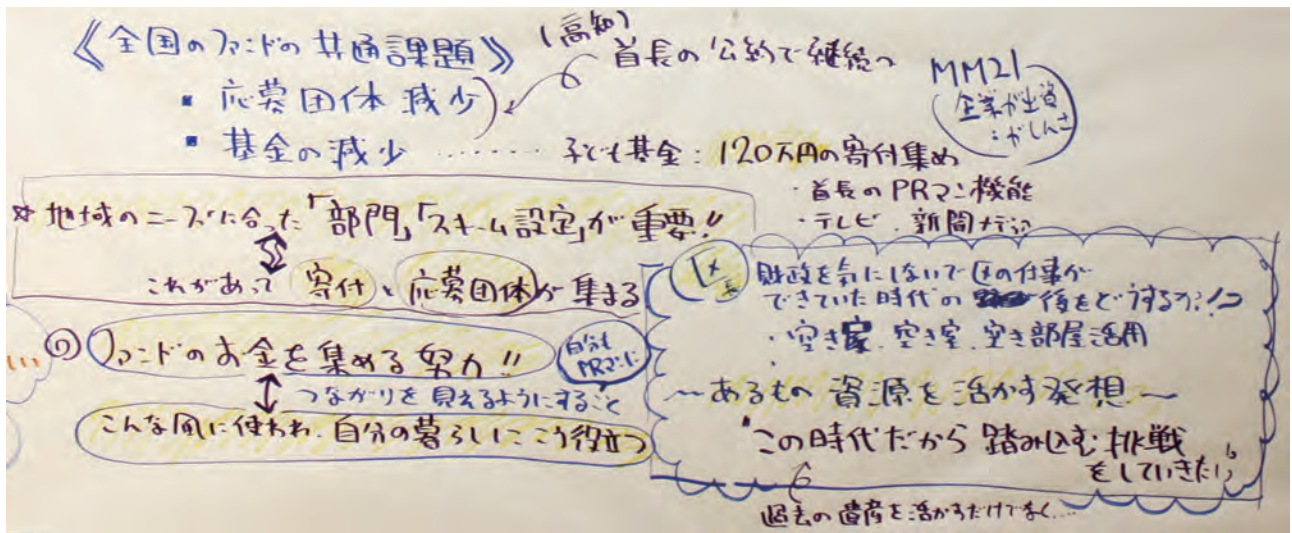 《全国のファンドの共通課題》
(高知)
首長の公約で継続へ
・応募団体減少
・基金の減少 ……… 子ども基金：120万円の寄付集め
・首長のPRマン機能
・テレビ、新聞メディア
MM21
企業が出資
☆地域のニーズに合った「部門」「スキーム設定」が重要!!
これがあって 寄付と応募団体が集まる
ファンドのお金を集める努力!!
自分も
PRマンに
つながりを見えるようにすること
こんな風に使われ、自分の暮らしにこう役立つ
区長
財政を気にしないで区の仕事が
できていた時代の後をどうするか?!
・空き家、空き室、空き部屋活用
～あるもの資源を活かす発想～
"この時代だから踏み込む挑戦
をしていきたい"
過去の遺産を活かすだけでなく…